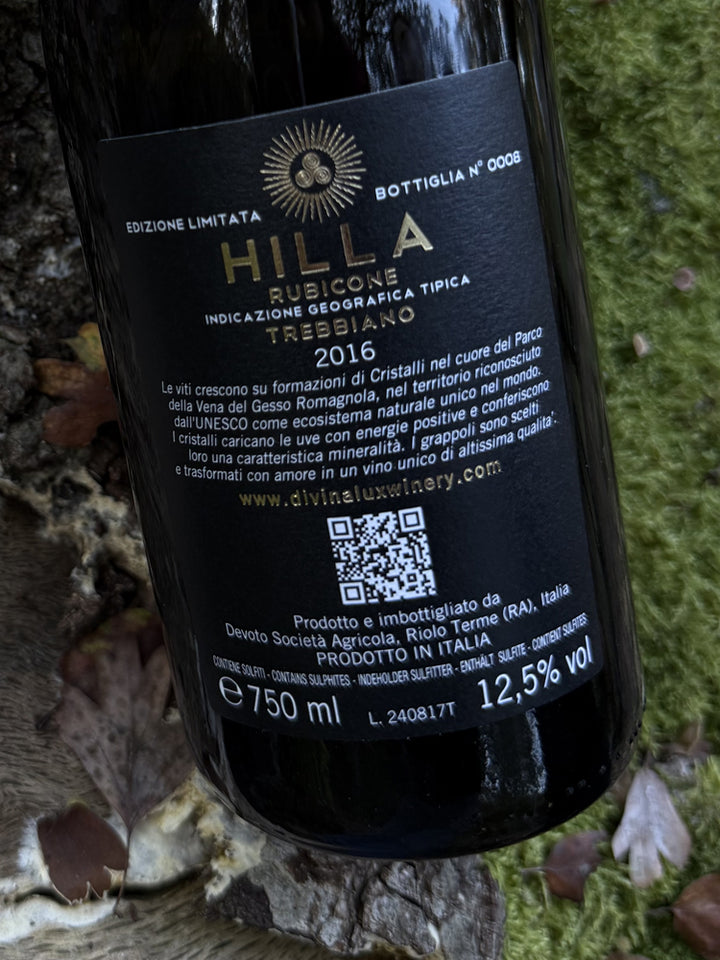 EDIZIONE LIMITATA
BOTTIGLIA N° 0008
HILLA
RUBICONE
INDICAZIONE GEOGRAFICA TIPICA
TREBBIANO
2016
Le viti crescono su formazioni di Cristalli nel cuore del Parco
della Vena del Gesso Romagnola, nel territorio riconosciuto
dall'UNESCO come ecosistema naturale unico nel mondo.
I cristalli caricano le uve con energie positive e conferiscono
loro una caratteristica mineralità. I grappoli sono scelti
e trasformati con amore in un vino unico di altissima qualita'.
www.divinaluxwinery.com
Prodotto e imbottigliato da
Devoto Società Agricola, Riolo Terme (RA), Italia
PRODOTTO IN ITALIA
CONTIENE SOLFITI - CONTAINS SULPHITES - INDEHOLDER SULFITTER - ENTHÄLT SULFITE - CONTIENT SULFITES
e 750 ml L. 240817T 12,5% vol